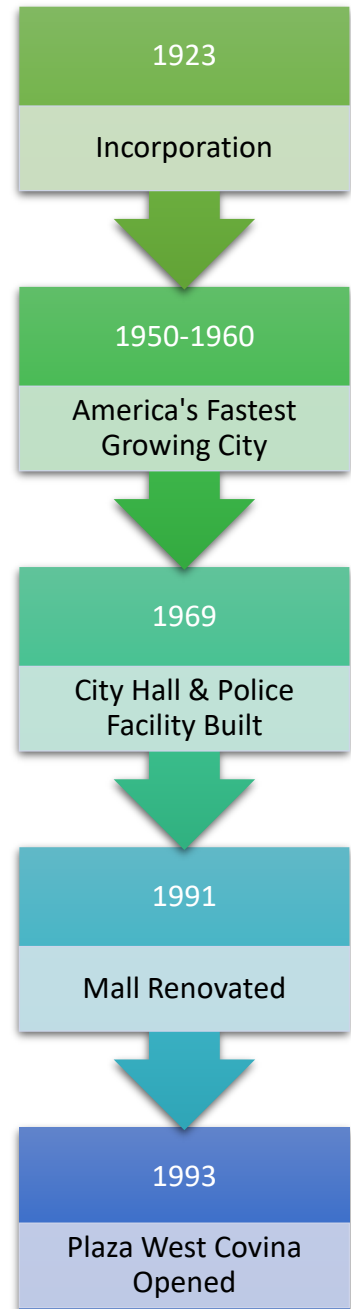 1923
Incorporation
1950-1960
America's Fastest
Growing City
1969
City Hall & Police
Facility Built
1991
Mall Renovated
1993
Plaza West Covina
Opened